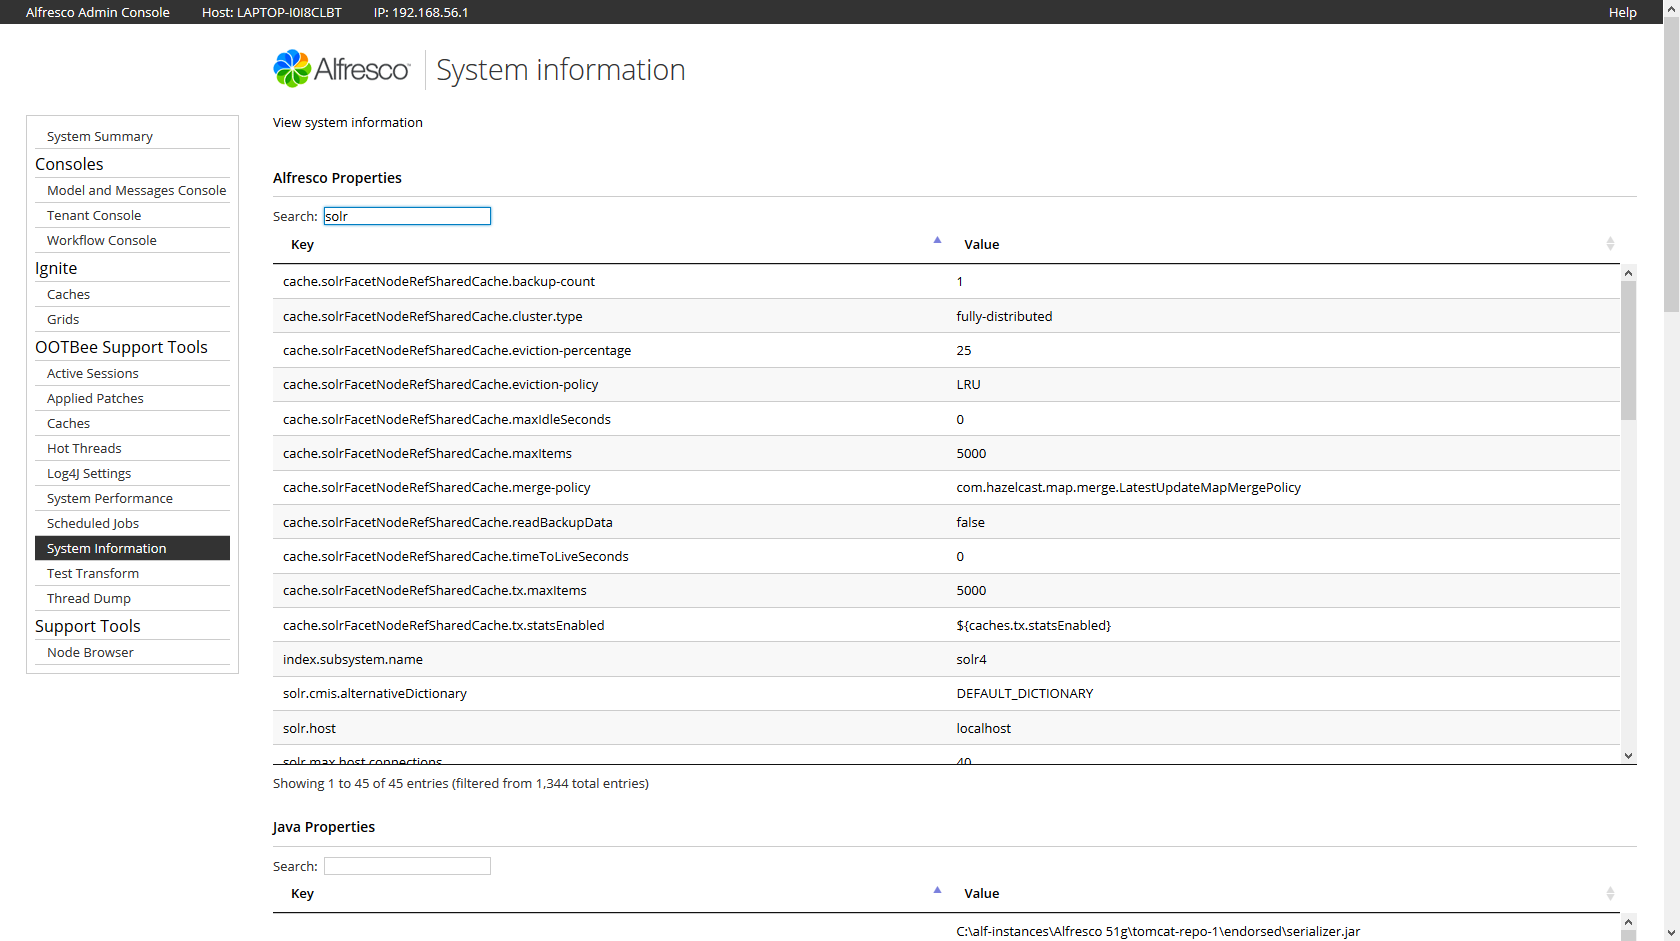 Alfresco Admin Console Host: LAPTOP-I0I8CLBT IP: 192.168.56.1 Help
Alfresco System information
View system information
System Summary
Consoles
Model and Messages Console
Tenant Console
Workflow Console
Ignite
Caches
Grids
OOTBee Support Tools
Active Sessions
Applied Patches
Caches
Hot Threads
Log4J Settings
System Performance
Scheduled Jobs
System Information
Test Transform
Thread Dump
Support Tools
Node Browser
Alfresco Properties
Search: solr
Key Value
cache.solrFacetNodeRefSharedCache.backup-count 1
cache.solrFacetNodeRefSharedCache.cluster.type fully-distributed
cache.solrFacetNodeRefSharedCache.eviction-percentage 25
cache.solrFacetNodeRefSharedCache.eviction-policy LRU
cache.solrFacetNodeRefSharedCache.maxIdleSeconds 0
cache.solrFacetNodeRefSharedCache.maxItems 5000
cache.solrFacetNodeRefSharedCache.merge-policy com.hazelcast.map.merge.LatestUpdateMapMergePolicy
cache.solrFacetNodeRefSharedCache.readBackupData false
cache.solrFacetNodeRefSharedCache.timeToLiveSeconds 0
cache.solrFacetNodeRefSharedCache.tx.maxItems 5000
cache.solrFacetNodeRefSharedCache.tx.statsEnabled ${caches.tx.statsEnabled}
index.subsystem.name solr4
solr.cmis.alternativeDictionary DEFAULT_DICTIONARY
solr.host localhost
solr.max.host.connections 40
Showing 1 to 45 of 45 entries (filtered from 1,344 total entries)
Java Properties
Search:
Key Value
C:\alf-instances\Alfresco 51g\tomcat-repo-1\endorsed\serializer.jar